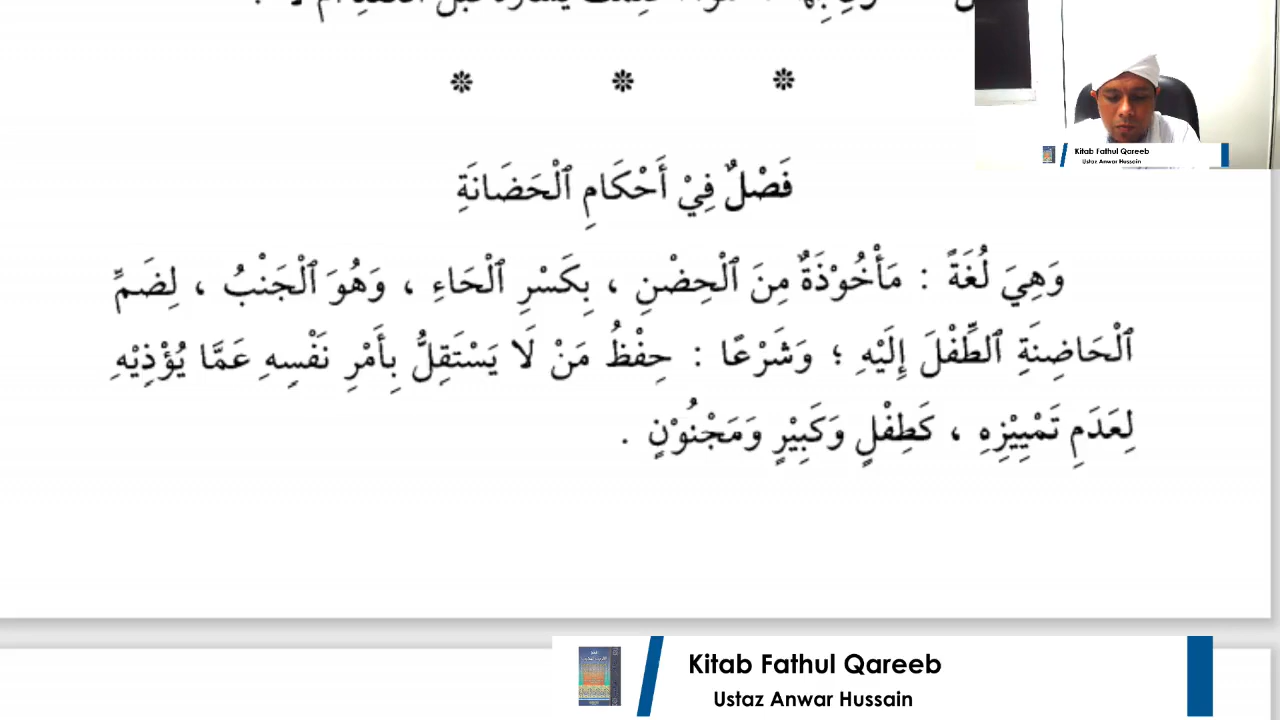 فَصْلٌ فِيْ أَحْكَامِ ٱلْحَضَانَةِ
وَهِيَ لُغَةً : مَأْخُوْذَةٌ مِنَ ٱلْحِضْنِ ، بِكَسْرِ ٱلْحَاءِ ، وَهُوَ ٱلْجَنْبُ ، لِضَمِّ
ٱلْحَاضِنَةِ ٱلطِّفْلَ إِلَيْهِ ؛ وَشَرْعًا : حِفْظُ مَنْ لَا يَسْتَقِلُّ بِأَمْرِ نَفْسِهِ عَمَّا يُؤْذِيْهِ
لِعَدَمِ تَمْيِيْزِهِ ، كَطِفْلٍ وَكَبِيْرٍ وَمَجْنُوْنٍ .
Kitab Fathul Qareeb
Ustaz Anwar Hussain
Kitab Fathul Qareeb
Ustaz Anwar Hussain